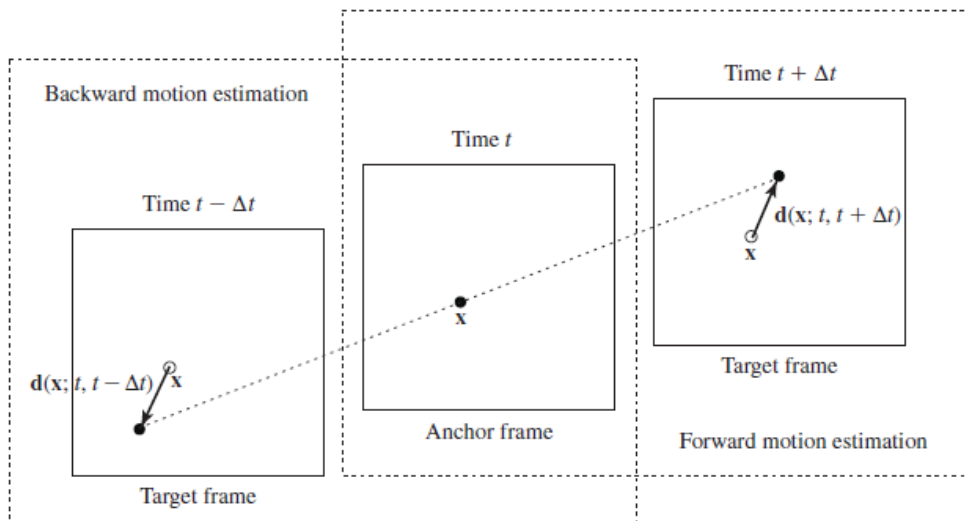 Backward motion estimation
Time t − Δt
x
d(x; t, t − Δt)
Target frame
Time t
x
Anchor frame
Time t + Δt
d(x; t, t + Δt)
x
Target frame
Forward motion estimation